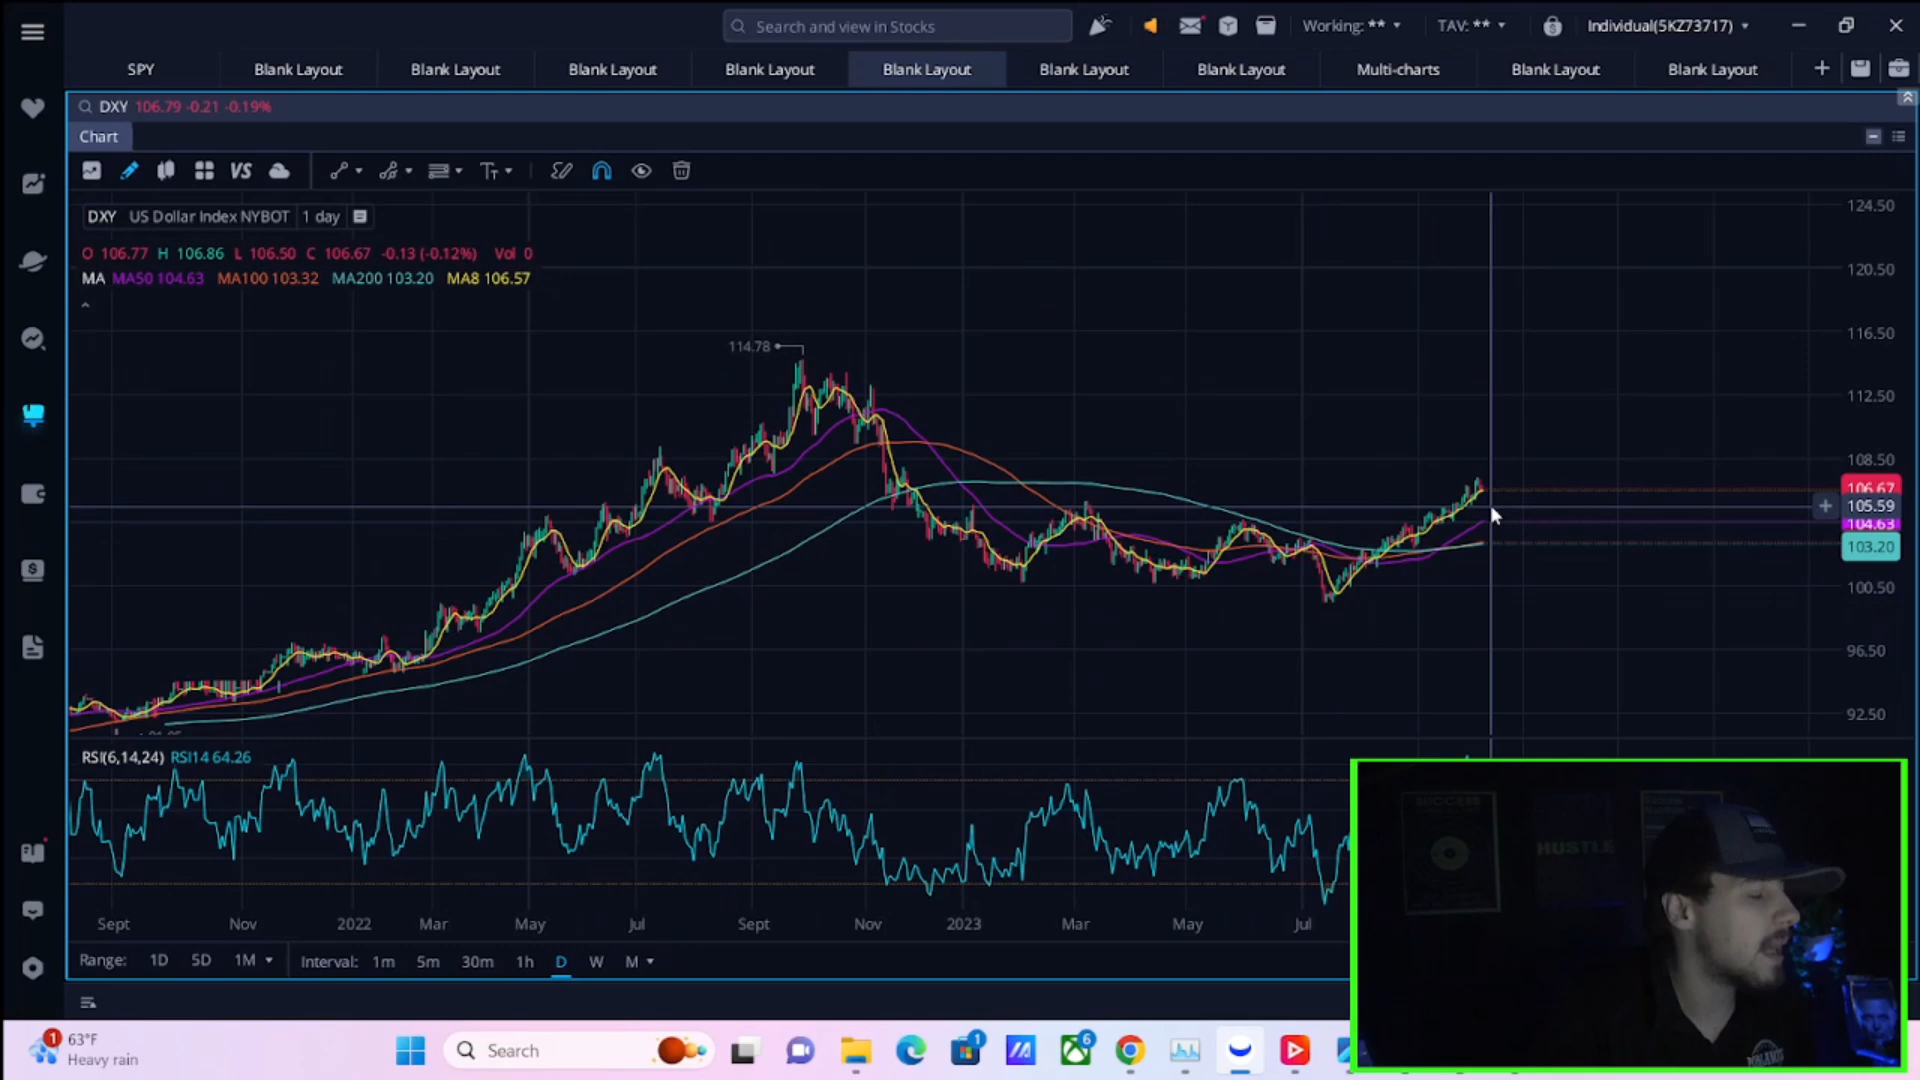 Search and view in Stocks
Working: **
TAV: **
Individual(5KZ73717)
SPY
Blank Layout
Blank Layout
Blank Layout
Blank Layout
Blank Layout
Blank Layout
Blank Layout
Multi-charts
Blank Layout
Blank Layout
DXY 106.79 -0.21 -0.19%
Chart
VS
DXY US Dollar Index NYBOT 1 day
O 106.77 H 106.86 L 106.50 C 106.67 -0.13 (-0.12%) Vol 0
MA MA50 104.63 MA100 103.32 MA200 103.20 MA8 106.57
124.50
120.50
116.50
114.78
112.50
108.50
106.67
105.59
104.63
103.20
100.50
96.50
92.50
RSI(6,14,24) RSI14 64.26
HUSTLE
Sept Nov 2022 Mar May Jul Sept Nov 2023 Mar May Jul
Range: 1D 5D 1M Interval: 1m 5m 30m 1h D W M
1
63°F
Heavy rain
Search
1
6